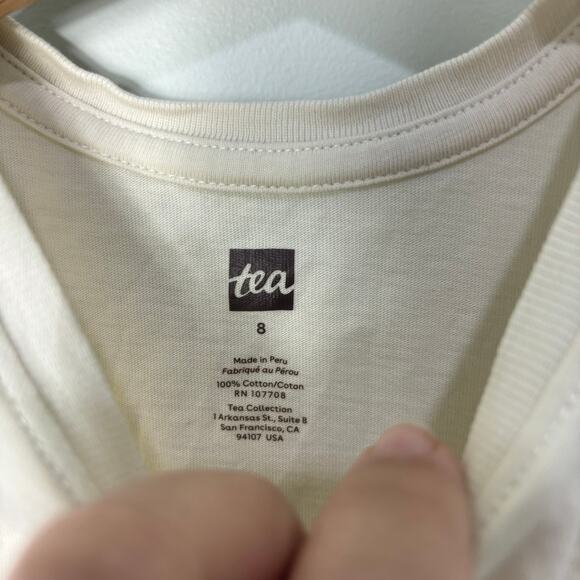 tea
8
Made in Peru
Fabriqué au Pérou
100% Cotton/Coton
RN 107708
Tea Collection
1 Arkansas St., Suite B
San Francisco, CA
94107 USA